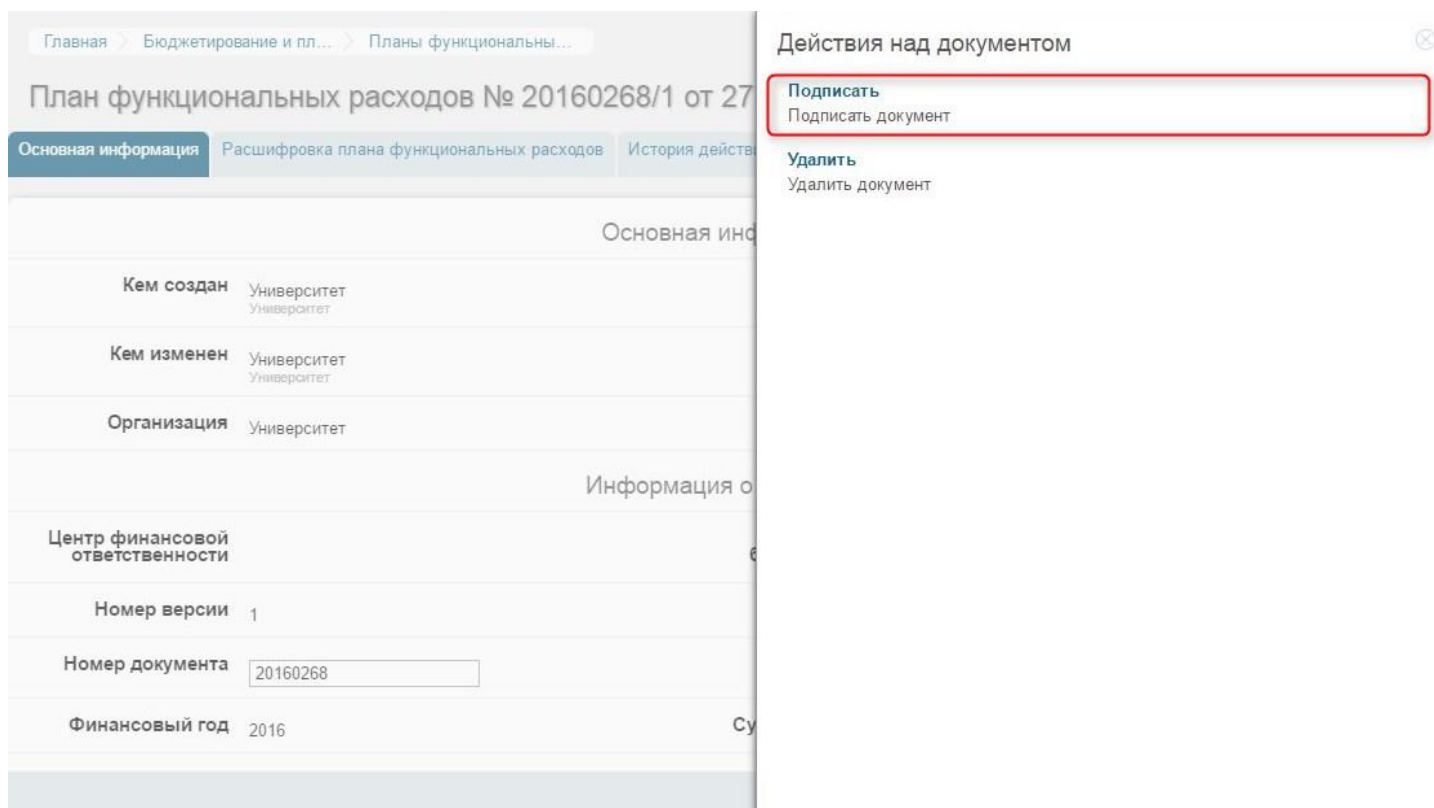 Главная Бюджетирование и пл... Планы функциональны...
План функциональных расходов № 20160268/1 от 27
Основная информация Расшифровка плана функциональных расходов История действ
Основная инф
Кем создан Университет
Университет
Кем изменен Университет
Университет
Организация Университет
Информация о
Центр финансовой
ответственности
Номер версии 1
Номер документа 20160268
Финансовый год 2016 Су
Действия над документом
Подписать
Подписать документ
Удалить
Удалить документ